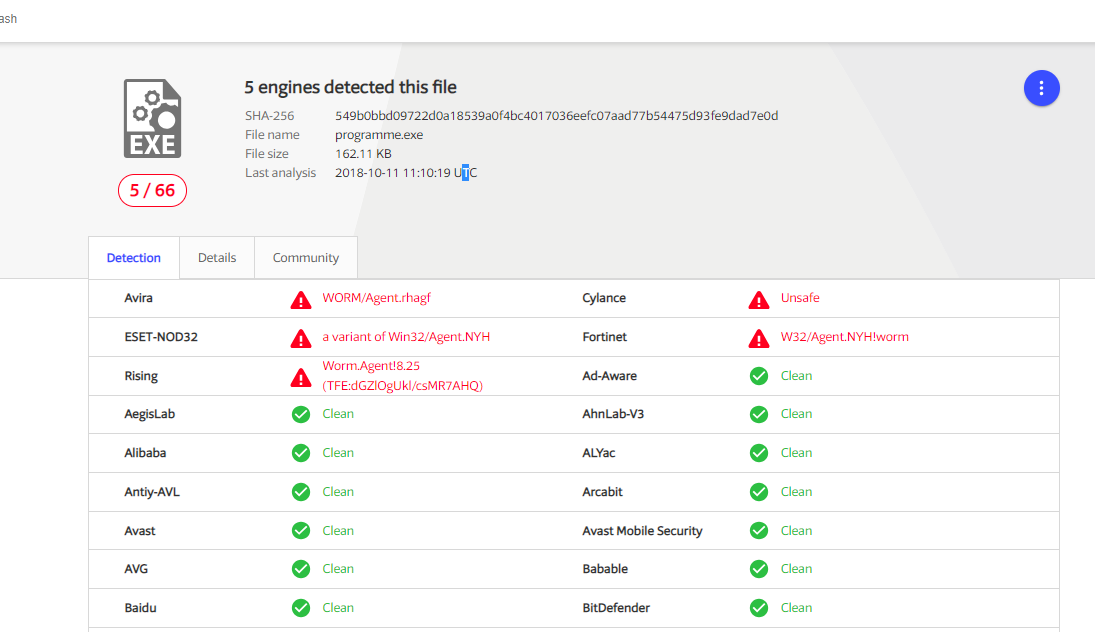 ash
5 engines detected this file
SHA-256 549b0bbd09722d0a18539a0f4bc4017036eefc07aad77b54475d93fe9dad7e0d
File name programme.exe
File size 162.11 KB
Last analysis 2018-10-11 11:10:19 UTC
EXE
5 / 66
Detection Details Community
Avira WORM/Agent.rhagf Cylance Unsafe
ESET-NOD32 a variant of Win32/Agent.NYH Fortinet W32/Agent.NYH!worm
Rising Worm.Agent!8.25 (TFE:dGZlOgUkl/csMR7AHQ) Ad-Aware Clean
AegisLab Clean AhnLab-V3 Clean
Alibaba Clean ALYac Clean
Antiy-AVL Clean Arcabit Clean
Avast Clean Avast Mobile Security Clean
AVG Clean Babable Clean
Baidu Clean BitDefender Clean